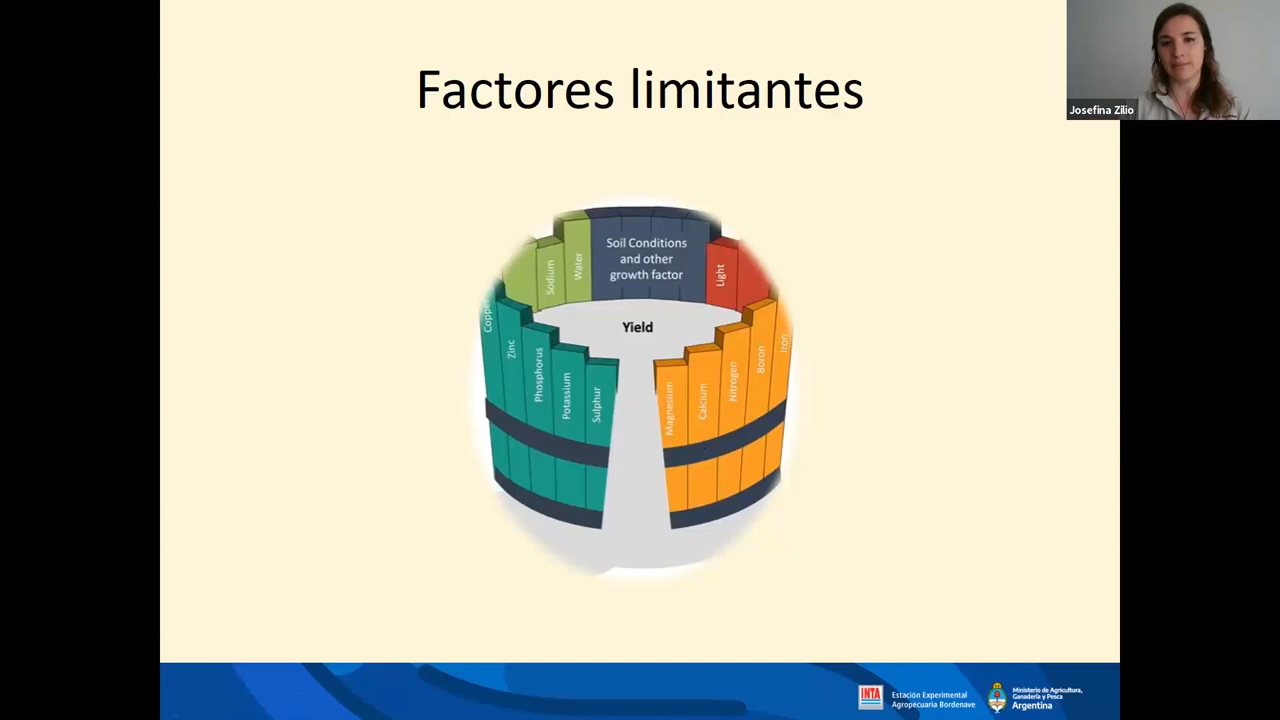 Factores limitantes
Josefina Zilio
Soil Conditions
and other
growth factor
Water
Sodium
Light
Yield
Copper
Zinc
Phosphorus
Potassium
Sulphur
Magnesium
Calcium
Nitrogen
Boron
Iron
INTA
Estación Experimental
Agropecuaria Bordenave
Ministerio de Agricultura,
Ganadería y Pesca
Argentina